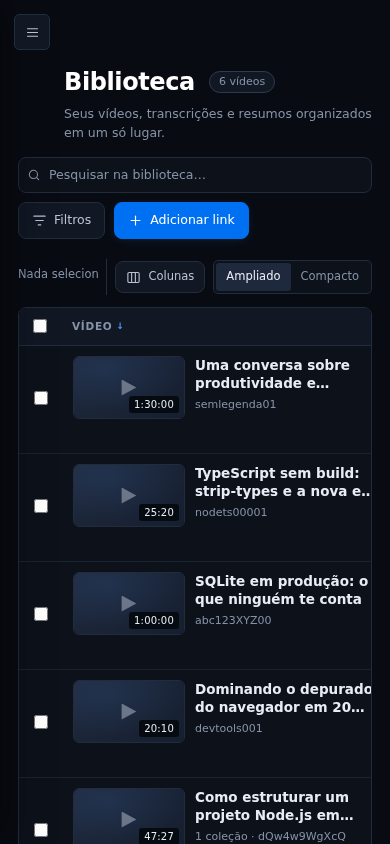 Biblioteca
6 vídeos
Seus vídeos, transcrições e resumos organizados
em um só lugar.
Pesquisar na biblioteca…
Filtros
Adicionar link
Nada selecion
Colunas
Ampliado
Compacto
VÍDEO ↓
1:30:00
Uma conversa sobre
produtividade e…
semlegenda01
25:20
TypeScript sem build:
strip-types e a nova e…
nodets00001
1:00:00
SQLite em produção: o
que ninguém te conta
abc123XYZ00
20:10
Dominando o depurado
do navegador em 20…
devtools001
47:27
Como estruturar um
projeto Node.js em…
1 coleção · dQw4w9WgXcQ